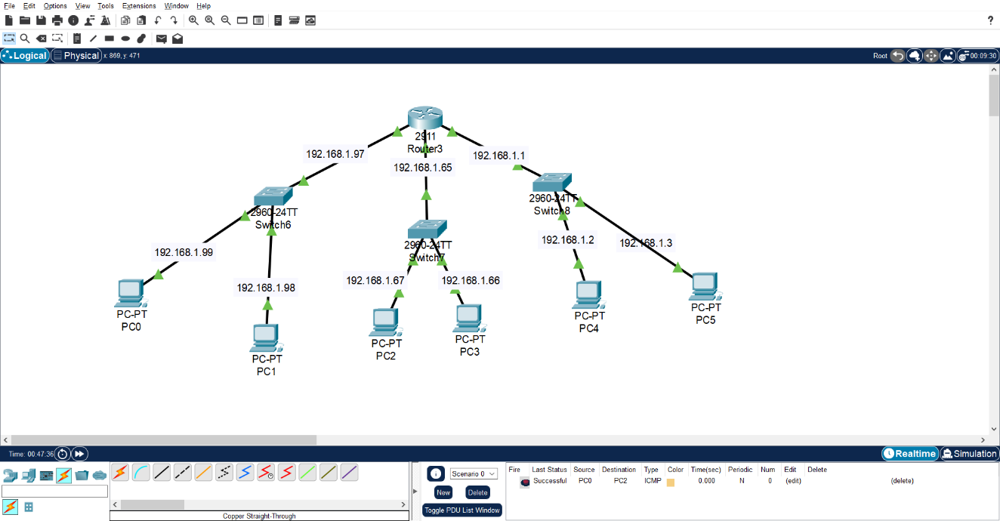 File Edit Options View Tools Extensions Window Help
?
Logical Physical x: 869, y: 471 Root 00:09:30
2911
Router3
192.168.1.97
192.168.1.65
192.168.1.1
2960-24TT
Switch6
2960-24TT
Switch8
2960-24TT
Switch7
192.168.1.99
192.168.1.98
192.168.1.67
192.168.1.66
192.168.1.2
192.168.1.3
PC-PT
PC0
PC-PT
PC1
PC-PT
PC2
PC-PT
PC3
PC-PT
PC4
PC-PT
PC5
Time: 00:47:36 Realtime Simulation
Scenario 0
New Delete
Toggle PDU List Window
Fire Last Status Source Destination Type Color Time(sec) Periodic Num Edit Delete
Successful PC0 PC2 ICMP 0.000 N 0 (edit) (delete)
Copper Straight-Through